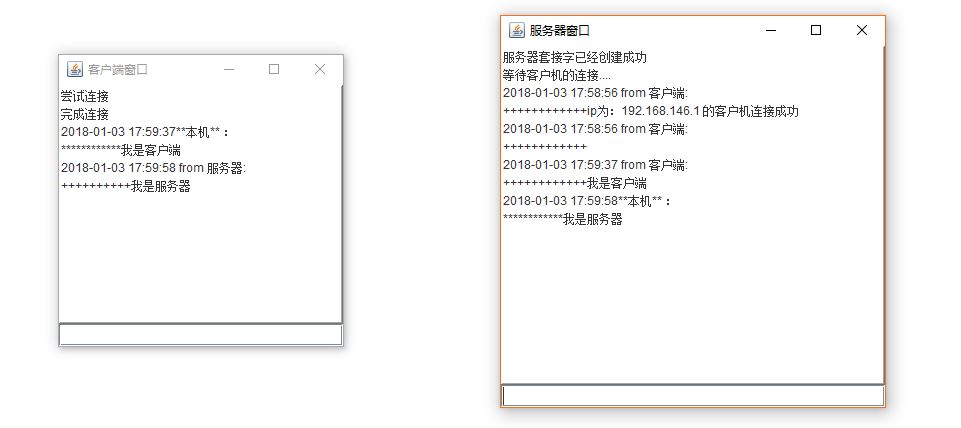 客户端窗口
尝试连接
完成连接
2018-01-03 17:59:37**本机** ：
************我是客户端
2018-01-03 17:59:58 from 服务器:
++++++++++我是服务器
服务器窗口
服务器套接字已经创建成功
等待客户机的连接....
2018-01-03 17:58:56 from 客户端:
++++++++++++ip为：192.168.146.1 的客户机连接成功
2018-01-03 17:58:56 from 客户端:
++++++++++++
2018-01-03 17:59:37 from 客户端:
++++++++++++我是客户端
2018-01-03 17:59:58**本机** ：
************我是服务器